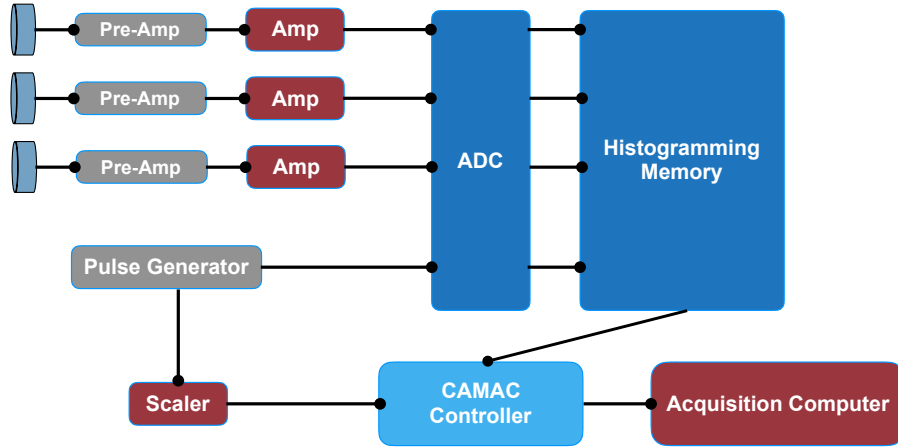 Pre-Amp
Amp
Pre-Amp
Amp
Pre-Amp
Amp
ADC
Histogramming
Memory
Pulse Generator
Scaler
CAMAC
Controller
Acquisition Computer